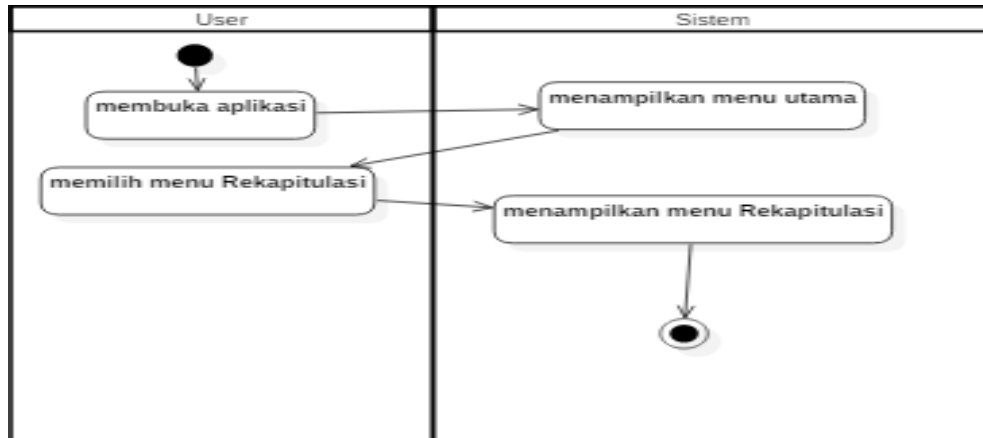 User
Sistem
membuka aplikasi
menampilkan menu utama
memilih menu Rekapitulasi
menampilkan menu Rekapitulasi